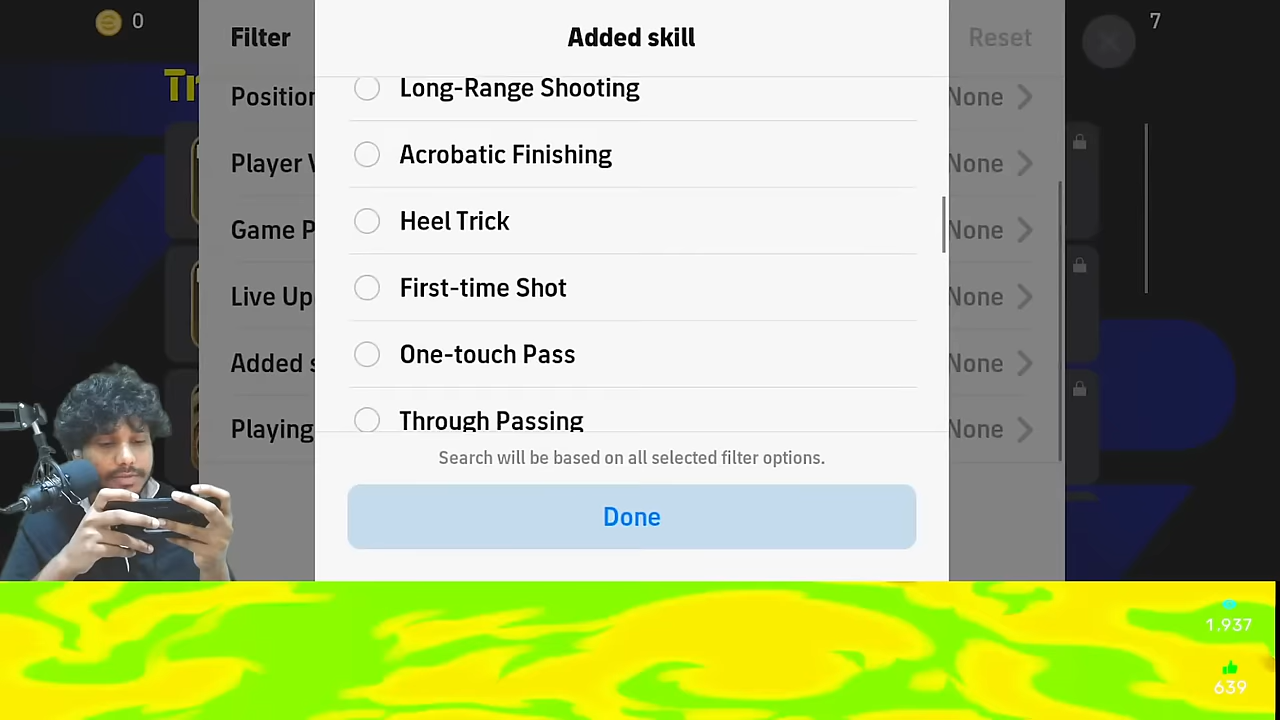 0
Filter
Added skill
Reset
7
Tr
Position
None
Player V
None
Game P
None
Live Up
None
Added s
None
Playing
None
Long-Range Shooting
Acrobatic Finishing
Heel Trick
First-time Shot
One-touch Pass
Through Passing
Search will be based on all selected filter options.
Done
1.937
639